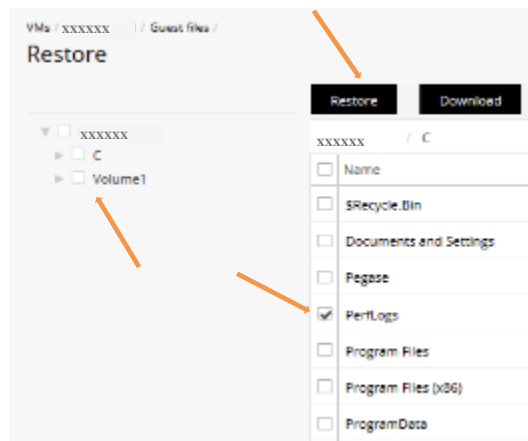 VMs / xxxxxx / Guest files /
Restore
Restore Download
xxxxxx
C
Volume1
xxxxxx / C
Name
$Recycle.Bin
Documents and Settings
Pegase
PerfLogs
Program Files
Program Files (x86)
ProgramData